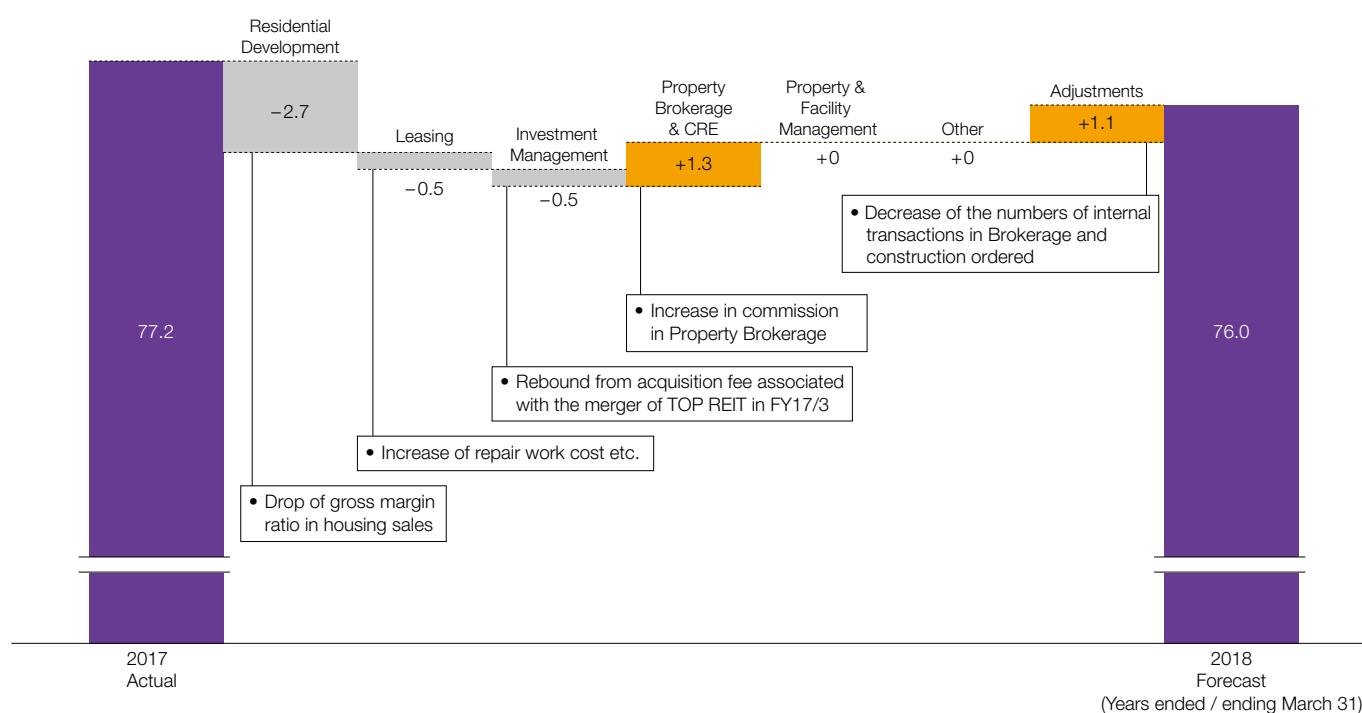 Residential
Development
−2.7
Leasing
−0.5
Investment
Management
−0.5
Property
Brokerage
& CRE
+1.3
Property &
Facility
Management
+0
Other
+0
Adjustments
+1.1
• Decrease of the numbers of internal
transactions in Brokerage and
construction ordered
• Increase in commission
in Property Brokerage
• Rebound from acquisition fee associated
with the merger of TOP REIT in FY17/3
• Increase of repair work cost etc.
• Drop of gross margin
ratio in housing sales
77.2
76.0
2017
Actual
2018
Forecast
(Years ended / ending March 31)